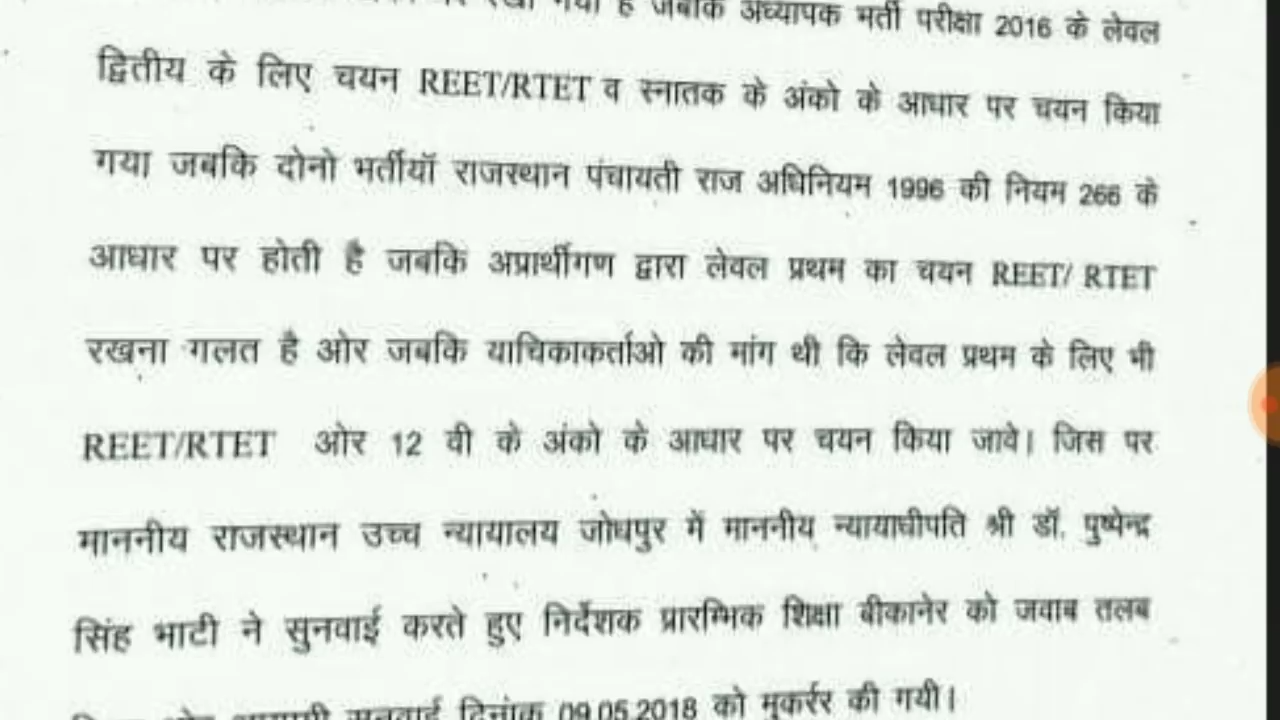 रखा गया है जबकि अध्यापक भर्ती परीक्षा 2016 के लेवल
द्वितीय के लिए चयन REET/RTET व स्नातक के अंको के आधार पर चयन किया
गया जबकि दोनो भर्तीयॉ राजस्थान पंचायती राज अधिनियम 1996 की नियम 266 के
आधार पर होती है जबकि अप्रार्थीगण द्वारा लेवल प्रथम का चयन REET/ RTET
रखना गलत है ओर जबकि याचिकाकर्ताओ की मांग थी कि लेवल प्रथम के लिए भी
REET/RTET ओर 12 वी के अंको के आधार पर चयन किया जावे। जिस पर
माननीय राजस्थान उच्च न्यायालय जोधपुर में माननीय न्यायाधीपति श्री डॉ. पुष्पेन्द्र
सिंह भाटी ने सुनवाई करते हुए निर्देशक प्रारम्भिक शिक्षा बीकानेर को जवाब तलब
सुनवाई दिनांक 09.05.2018 को मुकर्रर की गयी।